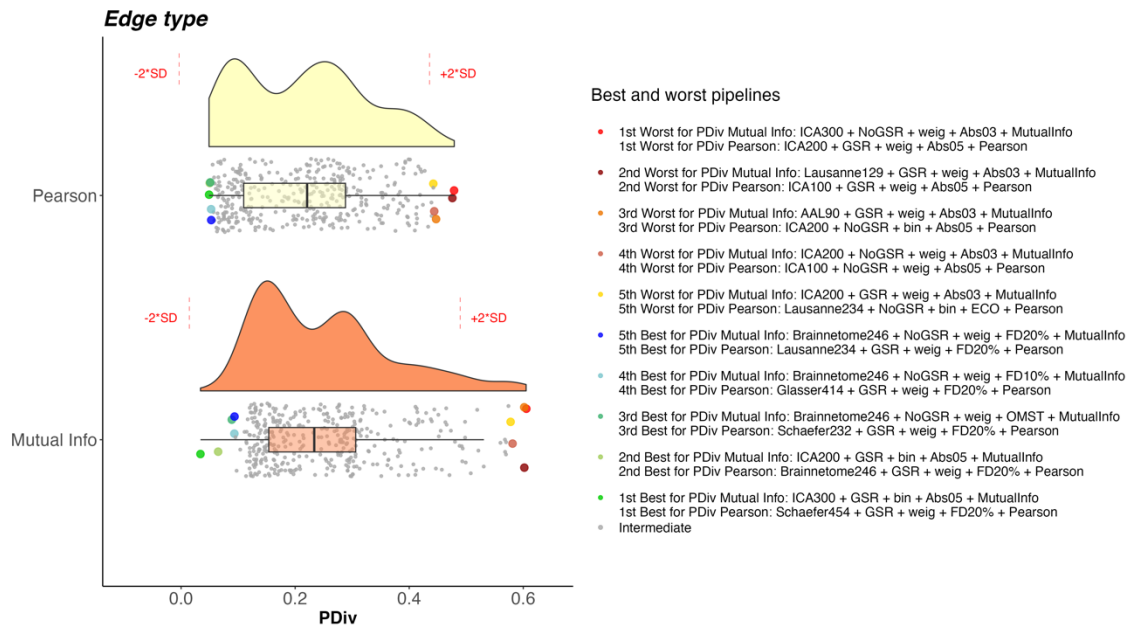 Edge type
-2*SD
+2*SD
Pearson
-2*SD
+2*SD
Mutual Info
0.0
0.2
0.4
0.6
PDiv
Best and worst pipelines
1st Worst for PDiv Mutual Info: ICA300 + NoGSR + weig + Abs03 + MutualInfo
1st Worst for PDiv Pearson: ICA200 + GSR + weig + Abs05 + Pearson
2nd Worst for PDiv Mutual Info: Lausanne129 + GSR + weig + Abs03 + MutualInfo
2nd Worst for PDiv Pearson: ICA100 + GSR + weig + Abs05 + Pearson
3rd Worst for PDiv Mutual Info: AAL90 + GSR + weig + Abs03 + MutualInfo
3rd Worst for PDiv Pearson: ICA200 + NoGSR + bin + Abs05 + Pearson
4th Worst for PDiv Mutual Info: ICA200 + NoGSR + weig + Abs03 + MutualInfo
4th Worst for PDiv Pearson: ICA100 + NoGSR + weig + Abs05 + Pearson
5th Worst for PDiv Mutual Info: ICA200 + GSR + weig + Abs03 + MutualInfo
5th Worst for PDiv Pearson: Lausanne234 + NoGSR + bin + ECO + Pearson
5th Best for PDiv Mutual Info: Brainnetome246 + NoGSR + weig + FD20% + MutualInfo
5th Best for PDiv Pearson: Lausanne234 + GSR + weig + FD20% + Pearson
4th Best for PDiv Mutual Info: Brainnetome246 + NoGSR + weig + FD10% + MutualInfo
4th Best for PDiv Pearson: Glasser414 + GSR + weig + FD20% + Pearson
3rd Best for PDiv Mutual Info: Brainnetome246 + NoGSR + weig + OMST + MutualInfo
3rd Best for PDiv Pearson: Schaefer232 + GSR + weig + FD20% + Pearson
2nd Best for PDiv Mutual Info: ICA200 + GSR + bin + Abs05 + MutualInfo
2nd Best for PDiv Pearson: Brainnetome246 + GSR + weig + FD20% + Pearson
1st Best for PDiv Mutual Info: ICA300 + GSR + bin + Abs05 + MutualInfo
1st Best for PDiv Pearson: Schaefer454 + GSR + weig + FD20% + Pearson
Intermediate